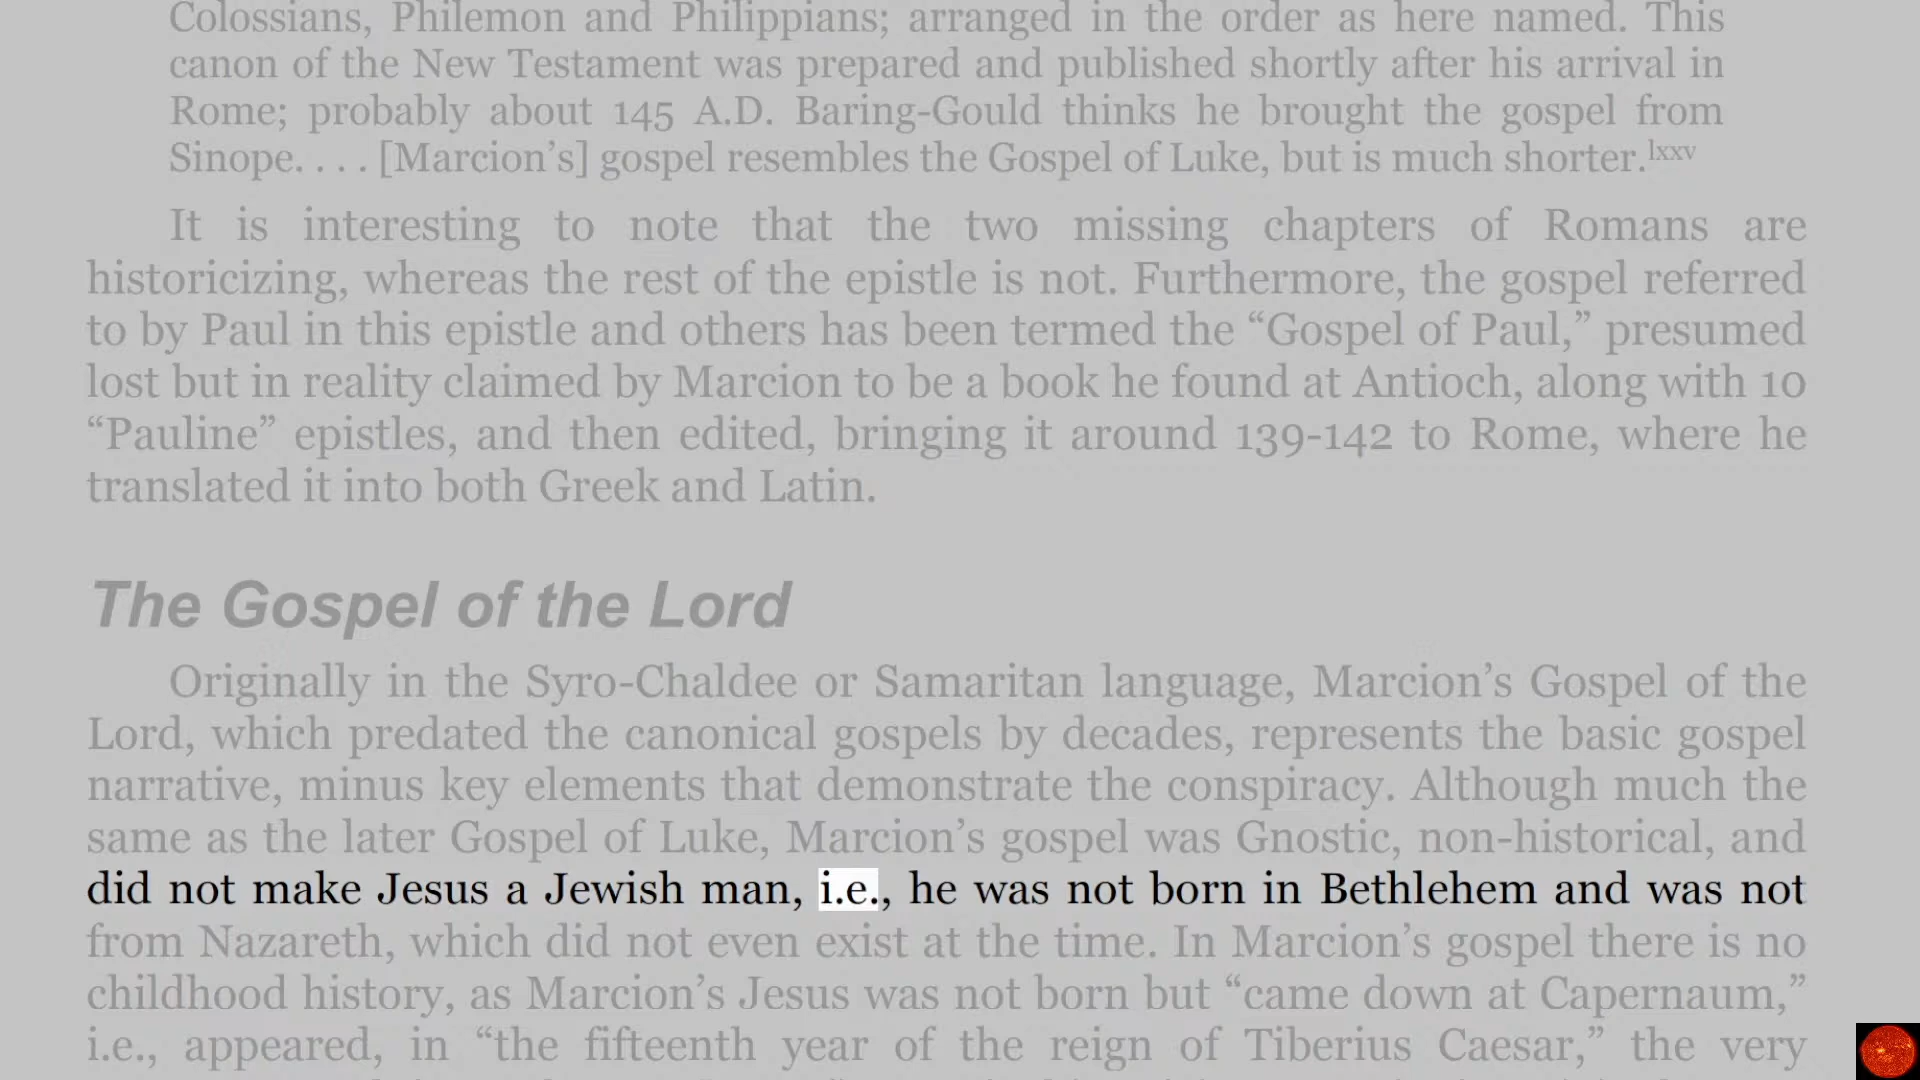 Colossians, Philemon and Philippians; arranged in the order as here named. This
canon of the New Testament was prepared and published shortly after his arrival in
Rome; probably about 145 A.D. Baring-Gould thinks he brought the gospel from
Sinope. . . . [Marcion’s] gospel resembles the Gospel of Luke, but is much shorter.lxxv
It is interesting to note that the two missing chapters of Romans are
historicizing, whereas the rest of the epistle is not. Furthermore, the gospel referred
to by Paul in this epistle and others has been termed the “Gospel of Paul,” presumed
lost but in reality claimed by Marcion to be a book he found at Antioch, along with 10
“Pauline” epistles, and then edited, bringing it around 139-142 to Rome, where he
translated it into both Greek and Latin.
The Gospel of the Lord
Originally in the Syro-Chaldee or Samaritan language, Marcion’s Gospel of the
Lord, which predated the canonical gospels by decades, represents the basic gospel
narrative, minus key elements that demonstrate the conspiracy. Although much the
same as the later Gospel of Luke, Marcion’s gospel was Gnostic, non-historical, and
did not make Jesus a Jewish man, i.e., he was not born in Bethlehem and was not
from Nazareth, which did not even exist at the time. In Marcion’s gospel there is no
childhood history, as Marcion’s Jesus was not born but “came down at Capernaum,”
i.e., appeared, in “the fifteenth year of the reign of Tiberius Caesar,” the very